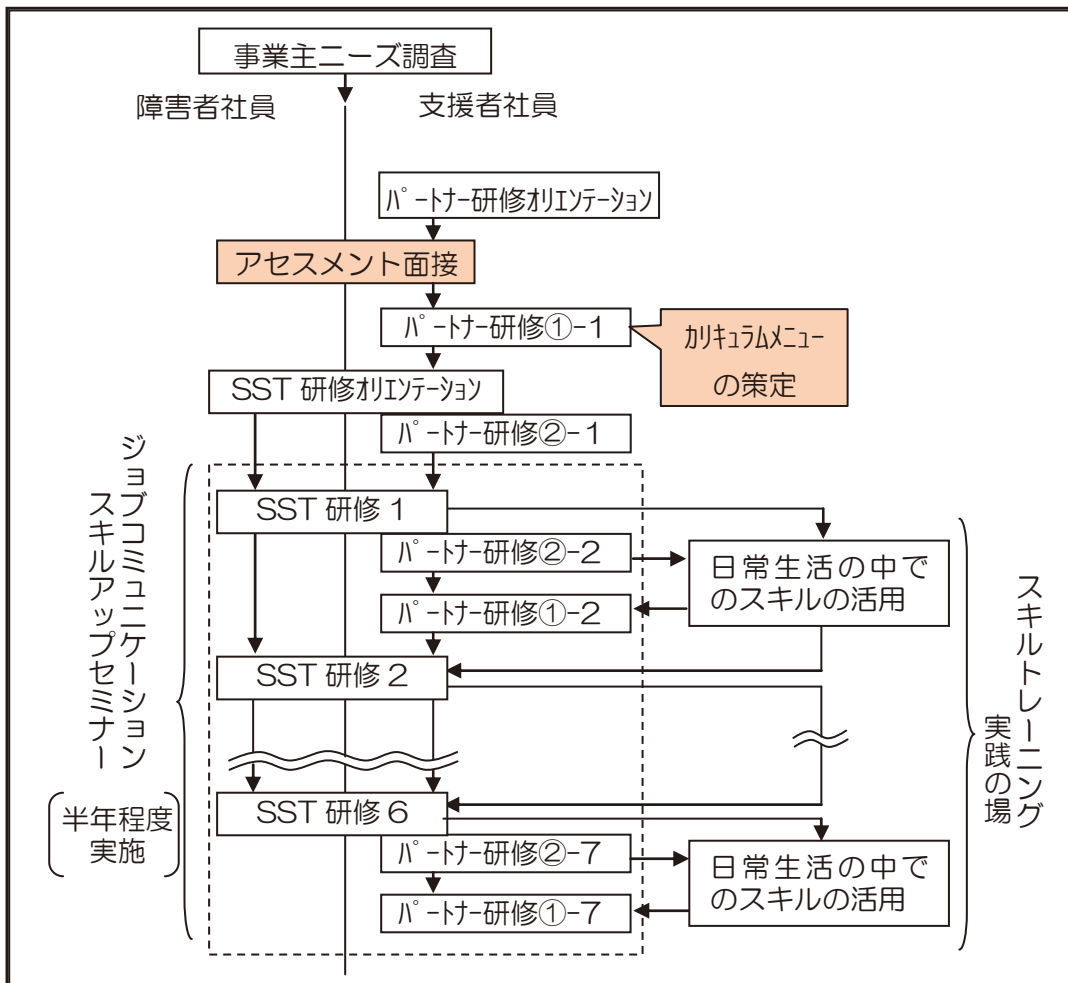 事業主ニーズ調査
障害者社員
支援者社員
パートナー研修オリエンテーション
アセスメント面接
パートナー研修①-1
カリキュラムメニュー
の策定
SST 研修オリエンテーション
パートナー研修②-1
ジョブコミュニケーション
スキルアップセミナー
半年程度
実施
SST 研修 1
パートナー研修②-2
日常生活の中で
のスキルの活用
パートナー研修①-2
SST 研修 2
スキルトレーニング
実践の場
SST 研修 6
パートナー研修②-7
日常生活の中で
のスキルの活用
パートナー研修①-7